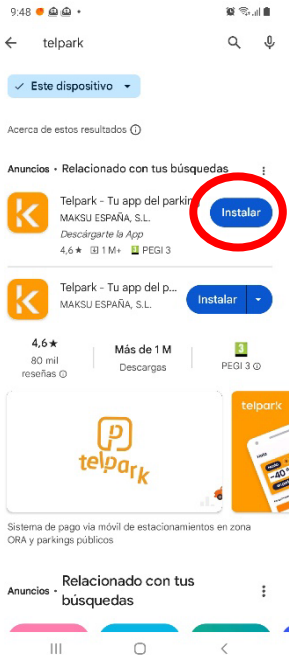 9:48
telpark
Este dispositivo
Acerca de estos resultados
Anuncios • Relacionado con tus búsquedas
Telpark - Tu app del parkin
MAKSU ESPAÑA, S.L.
Descárgarte la App
4,6★ 1 M+ 3 PEGI 3
Instalar
Telpark - Tu app del p...
MAKSU ESPAÑA, S.L.
Instalar
4,6★
80 mil
reseñas
Más de 1 M
Descargas
3
PEGI 3
telpark
telpark
-40
Sistema de pago vía móvil de estacionamientos en zona
ORA y parkings públicos
Anuncios • Relacionado con tus
búsquedas